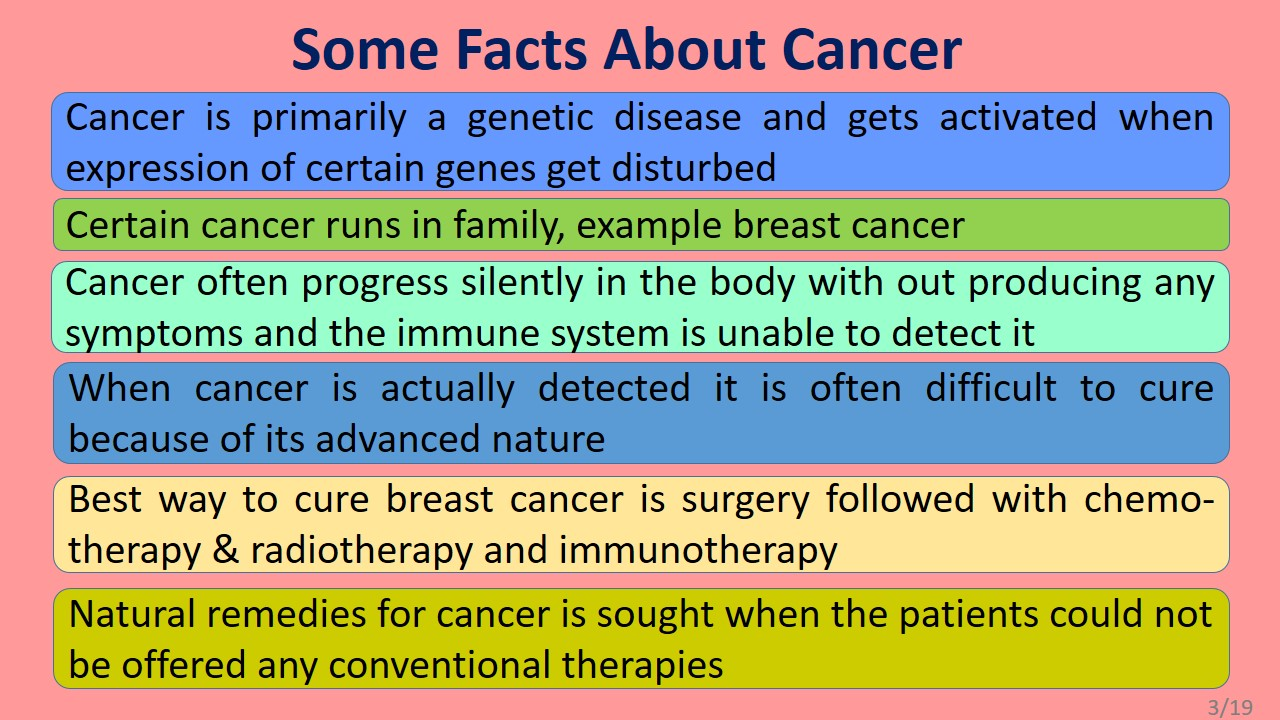 Some Facts About Cancer
Cancer is primarily a genetic disease and gets activated when
expression of certain genes get disturbed
Certain cancer runs in family, example breast cancer
Cancer often progress silently in the body with out producing any
symptoms and the immune system is unable to detect it
When cancer is actually detected it is often difficult to cure
because of its advanced nature
Best way to cure breast cancer is surgery followed with chemo-
therapy & radiotherapy and immunotherapy
Natural remedies for cancer is sought when the patients could not
be offered any conventional therapies
3/19